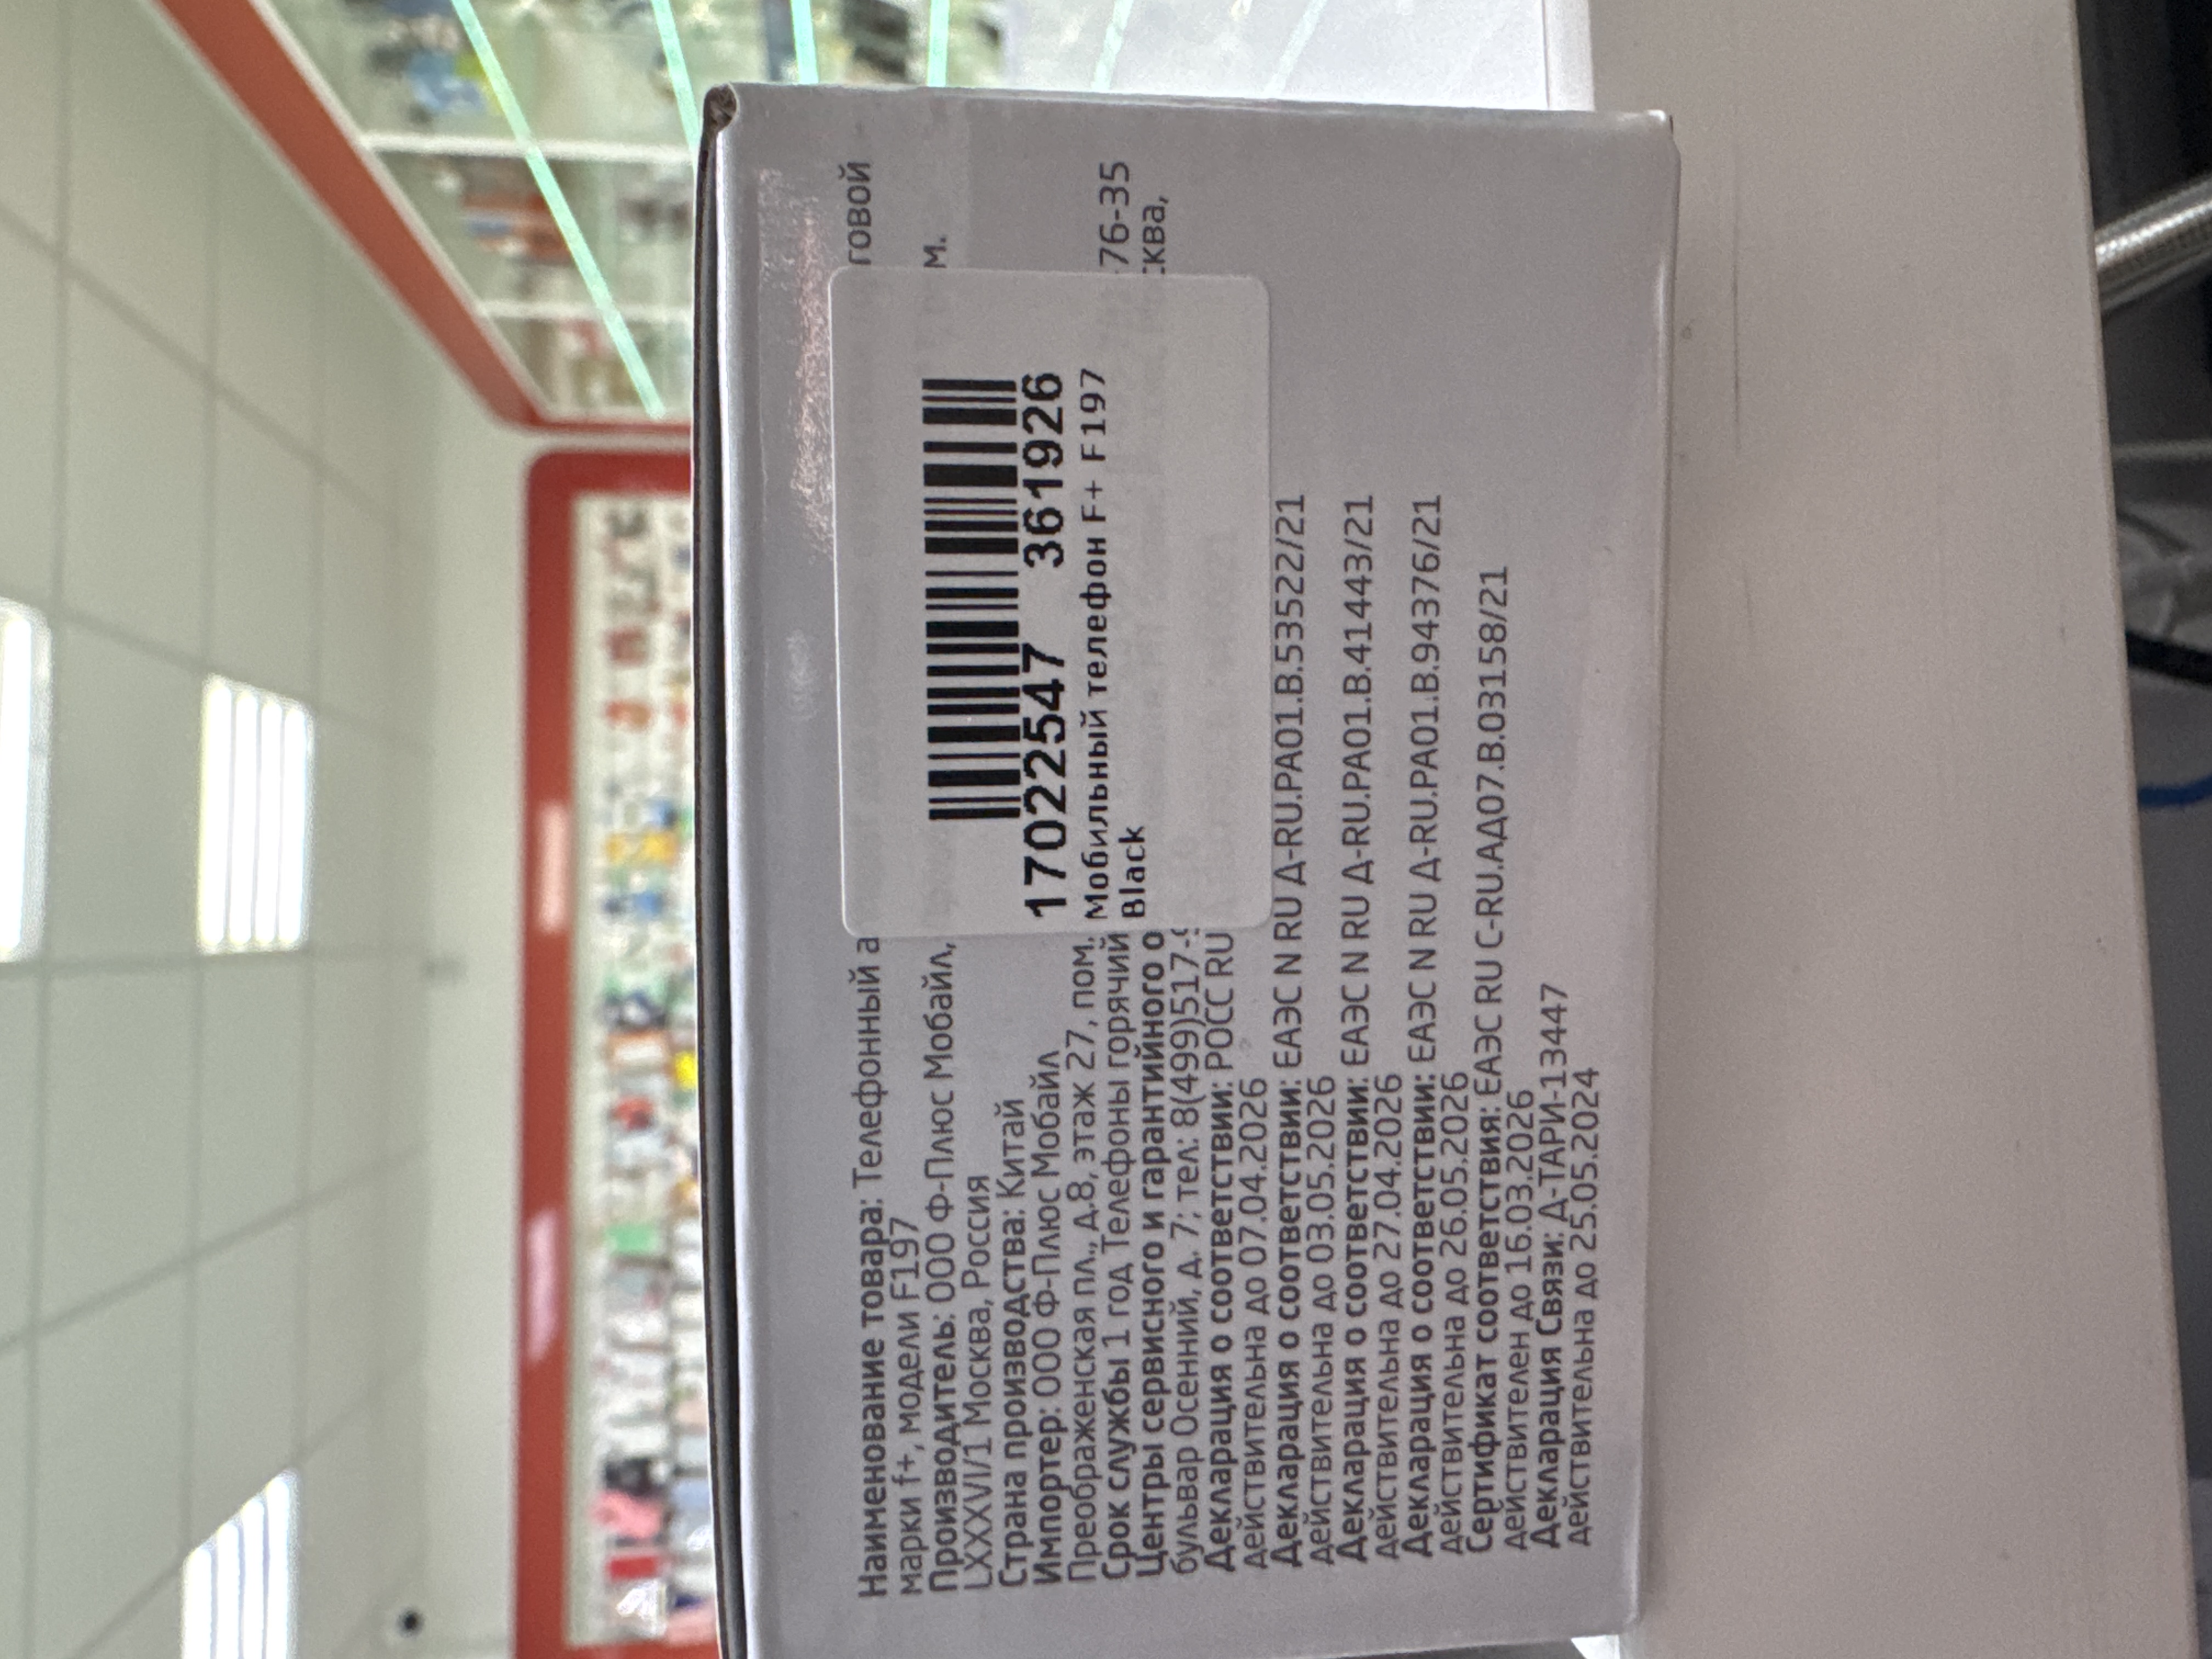 Наименование товара: Телефонный а
говой
марки f+, модели F197
Производитель: ООО Ф-Плюс Мобайл,
м.
LXXXVI/1 Москва, Россия
Страна производства: Китай
Импортер: ООО Ф-Плюс Мобайл
Преображенская пл., д.8, этаж 27, пом.
Срок службы 1 год Телефоны горячий
76-35
Центры сервисного и гарантийного о
сква,
бульвар Осенний, д. 7; тел: 8(499)517-9
Декларация о соответствии: РОСС RU
действительна до 07.04.2026
Декларация о соответствии: ЕАЭС N RU Д-RU.РА01.В.53522/21
действительна до 03.05.2026
Декларация о соответствии: ЕАЭС N RU Д-RU.РА01.В.41443/21
действительна до 27.04.2026
Декларация о соответствии: ЕАЭС N RU Д-RU.РА01.В.94376/21
действительна до 26.05.2026
Сертификат соответствия: ЕАЭС RU С-RU.АД07.В.03158/21
действителен до 16.03.2026
Декларация Связи: Д-ТАРИ-13447
действительна до 25.05.2024
1702547 361926
Мобильный телефон F+ F197
Black